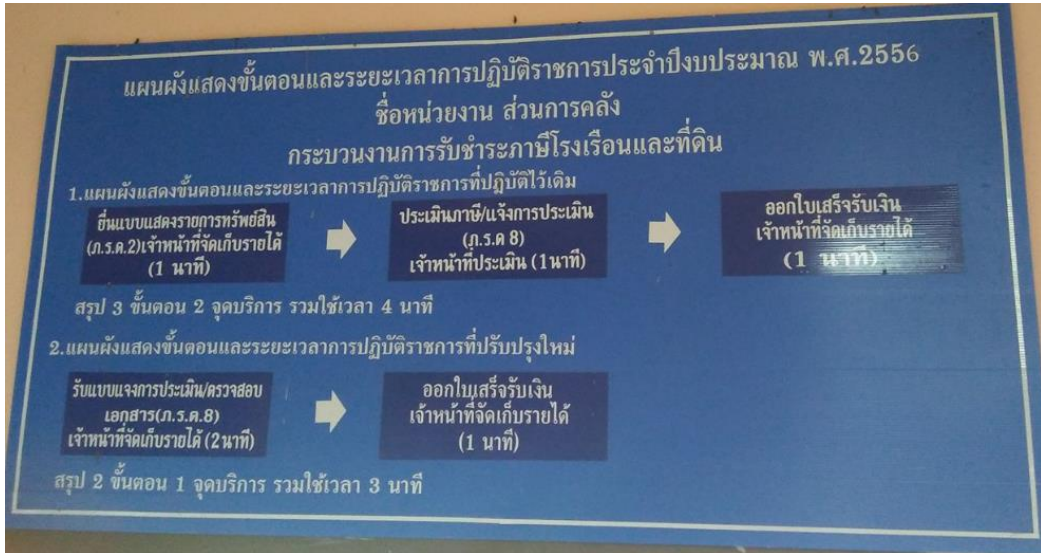 แผนผังแสดงขั้นตอนและระยะเวลาการปฏิบัติราชการประจำปีงบประมาณ พ.ศ.2556
ชื่อหน่วยงาน ส่วนการคลัง
กระบวนงานการรับชำระภาษีโรงเรือนและที่ดิน
1.แผนผังแสดงขั้นตอนและระยะเวลาการปฏิบัติราชการที่ปฏิบัติไว้เดิม
ยื่นแบบแสดงรายการทรัพย์สิน
(ภ.ร.ด.2)เจ้าหน้าที่จัดเก็บรายได้
(1 นาที)
ประเมินภาษี/แจ้งการประเมิน
(ภ.ร.ด 8)
เจ้าหน้าที่ประเมิน (1นาที)
ออกใบเสร็จรับเงิน
เจ้าหน้าที่จัดเก็บรายได้
(1 นาที)
สรุป 3 ขั้นตอน 2 จุดบริการ รวมใช้เวลา 4 นาที
2.แผนผังแสดงขั้นตอนและระยะเวลาการปฏิบัติราชการที่ปรับปรุงใหม่
รับแบบแจงการประเมิน/ตรวจสอบ
เอกสาร(ภ.ร.ด.8)
เจ้าหน้าที่จัดเก็บรายได้ (2นาที)
ออกใบเสร็จรับเงิน
เจ้าหน้าที่จัดเก็บรายได้
(1 นาที)
สรุป 2 ขั้นตอน 1 จุดบริการ รวมใช้เวลา 3 นาที